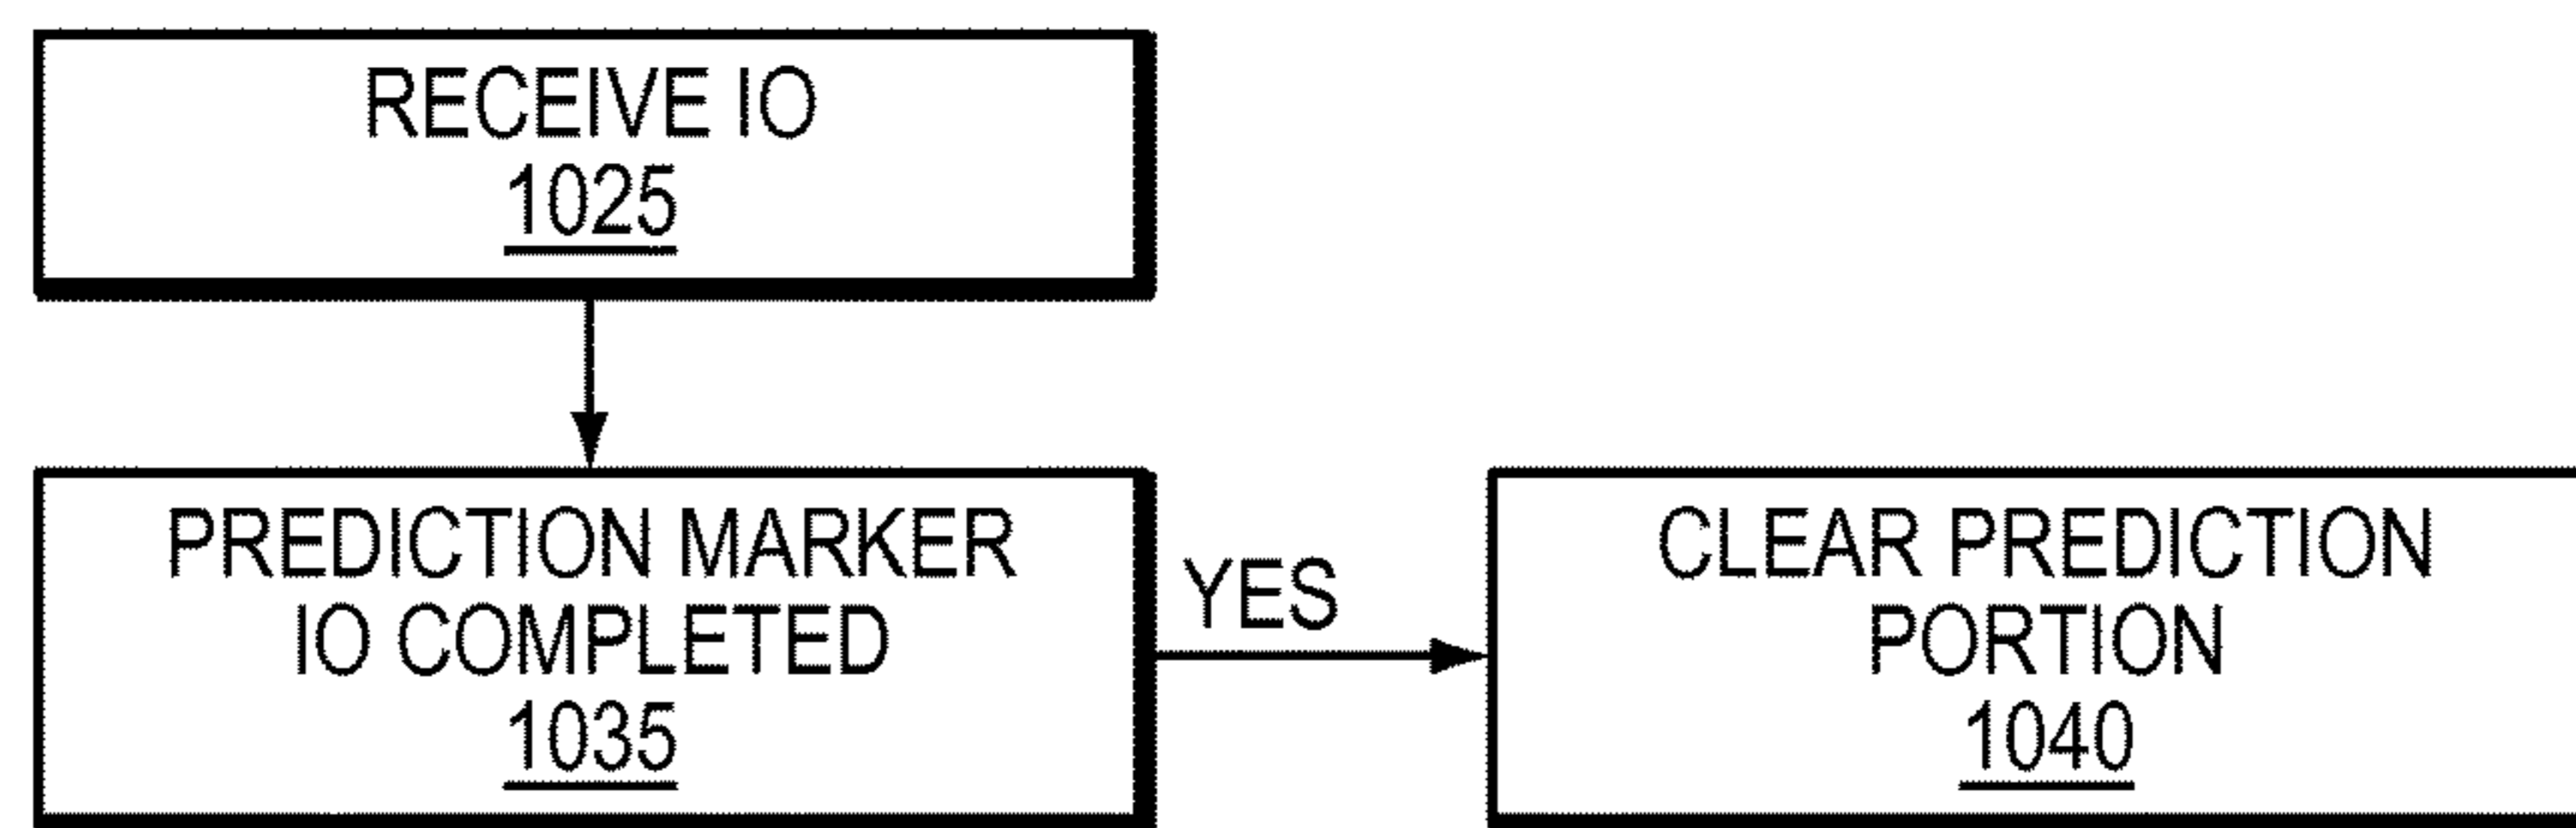 RECEIVE IO
1025
PREDICTION MARKER
IO COMPLETED
1035
YES
CLEAR PREDICTION
PORTION
1040